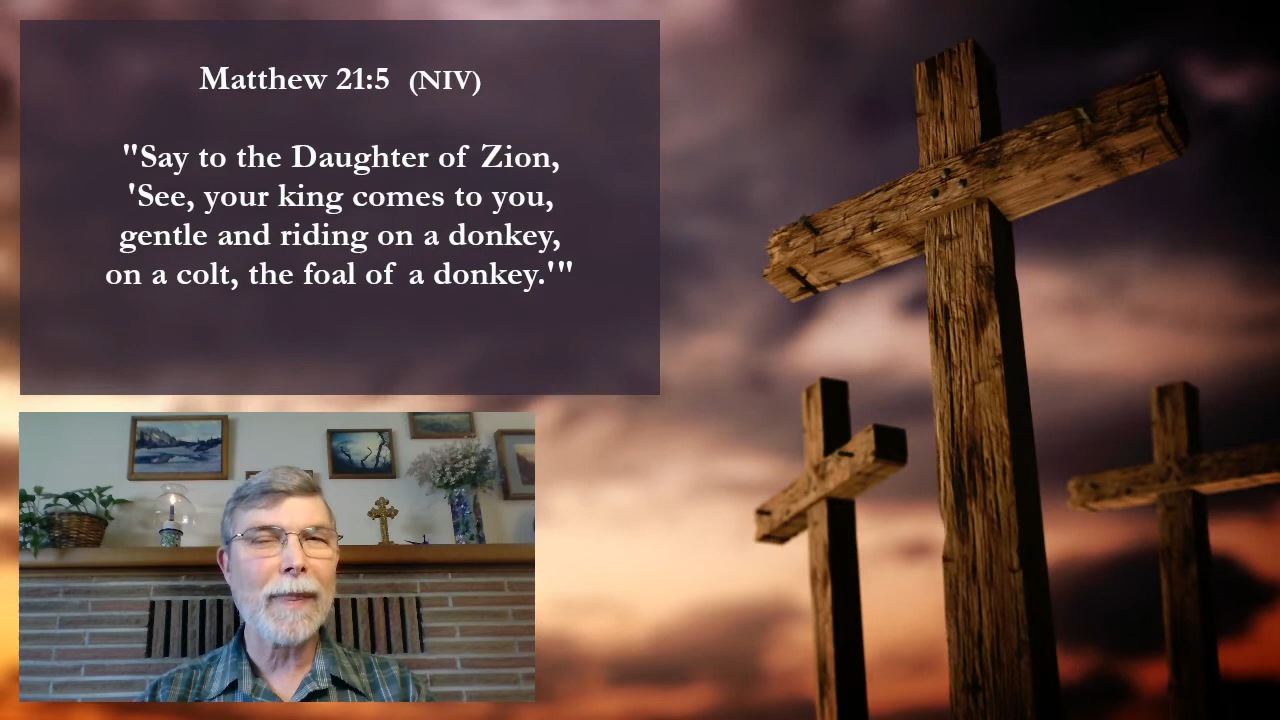 Matthew 21:5 (NIV)
"Say to the Daughter of Zion,
'See, your king comes to you,
gentle and riding on a donkey,
on a colt, the foal of a donkey.'"